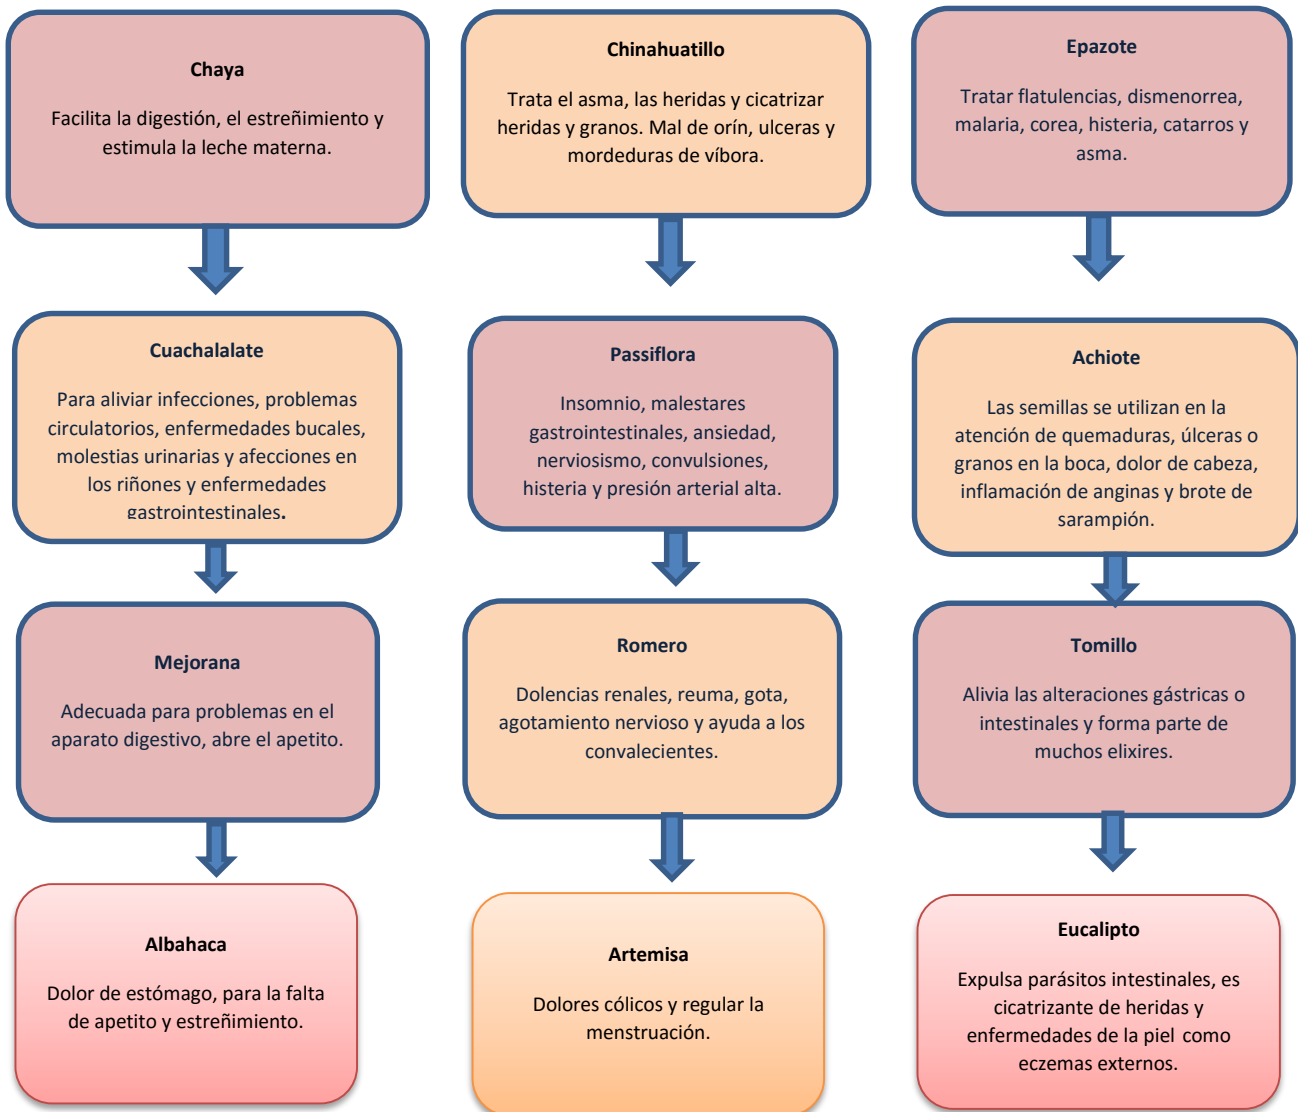 Chaya
Facilita la digestión, el estreñimiento y
estimula la leche materna.
Chinahuatillo
Trata el asma, las heridas y cicatrizar
heridas y granos. Mal de orín, ulceras y
mordeduras de víbora.
Epazote
Tratar flatulencias, dismenorrea,
malaria, corea, histeria, catarros y
asma.
Cuachalalate
Para aliviar infecciones, problemas
circulatorios, enfermedades bucales,
molestias urinarias y afecciones en
los riñones y enfermedades
gastrointestinales.
Passiflora
Insomnio, malestares
gastrointestinales, ansiedad,
nerviosismo, convulsiones,
histeria y presión arterial alta.
Achiote
Las semillas se utilizan en la
atención de quemaduras, úlceras o
granos en la boca, dolor de cabeza,
inflamación de anginas y brote de
sarampión.
Mejorana
Adecuada para problemas en el
aparato digestivo, abre el apetito.
Romero
Dolencias renales, reuma, gota,
agotamiento nervioso y ayuda a los
convalecientes.
Tomillo
Alivia las alteraciones gástricas o
intestinales y forma parte de
muchos elixires.
Albahaca
Dolor de estómago, para la falta
de apetito y estreñimiento.
Artemisa
Dolores cólicos y regular la
menstruación.
Eucalipto
Expulsa parásitos intestinales, es
cicatrizante de heridas y
enfermedades de la piel como
eczemas externos.